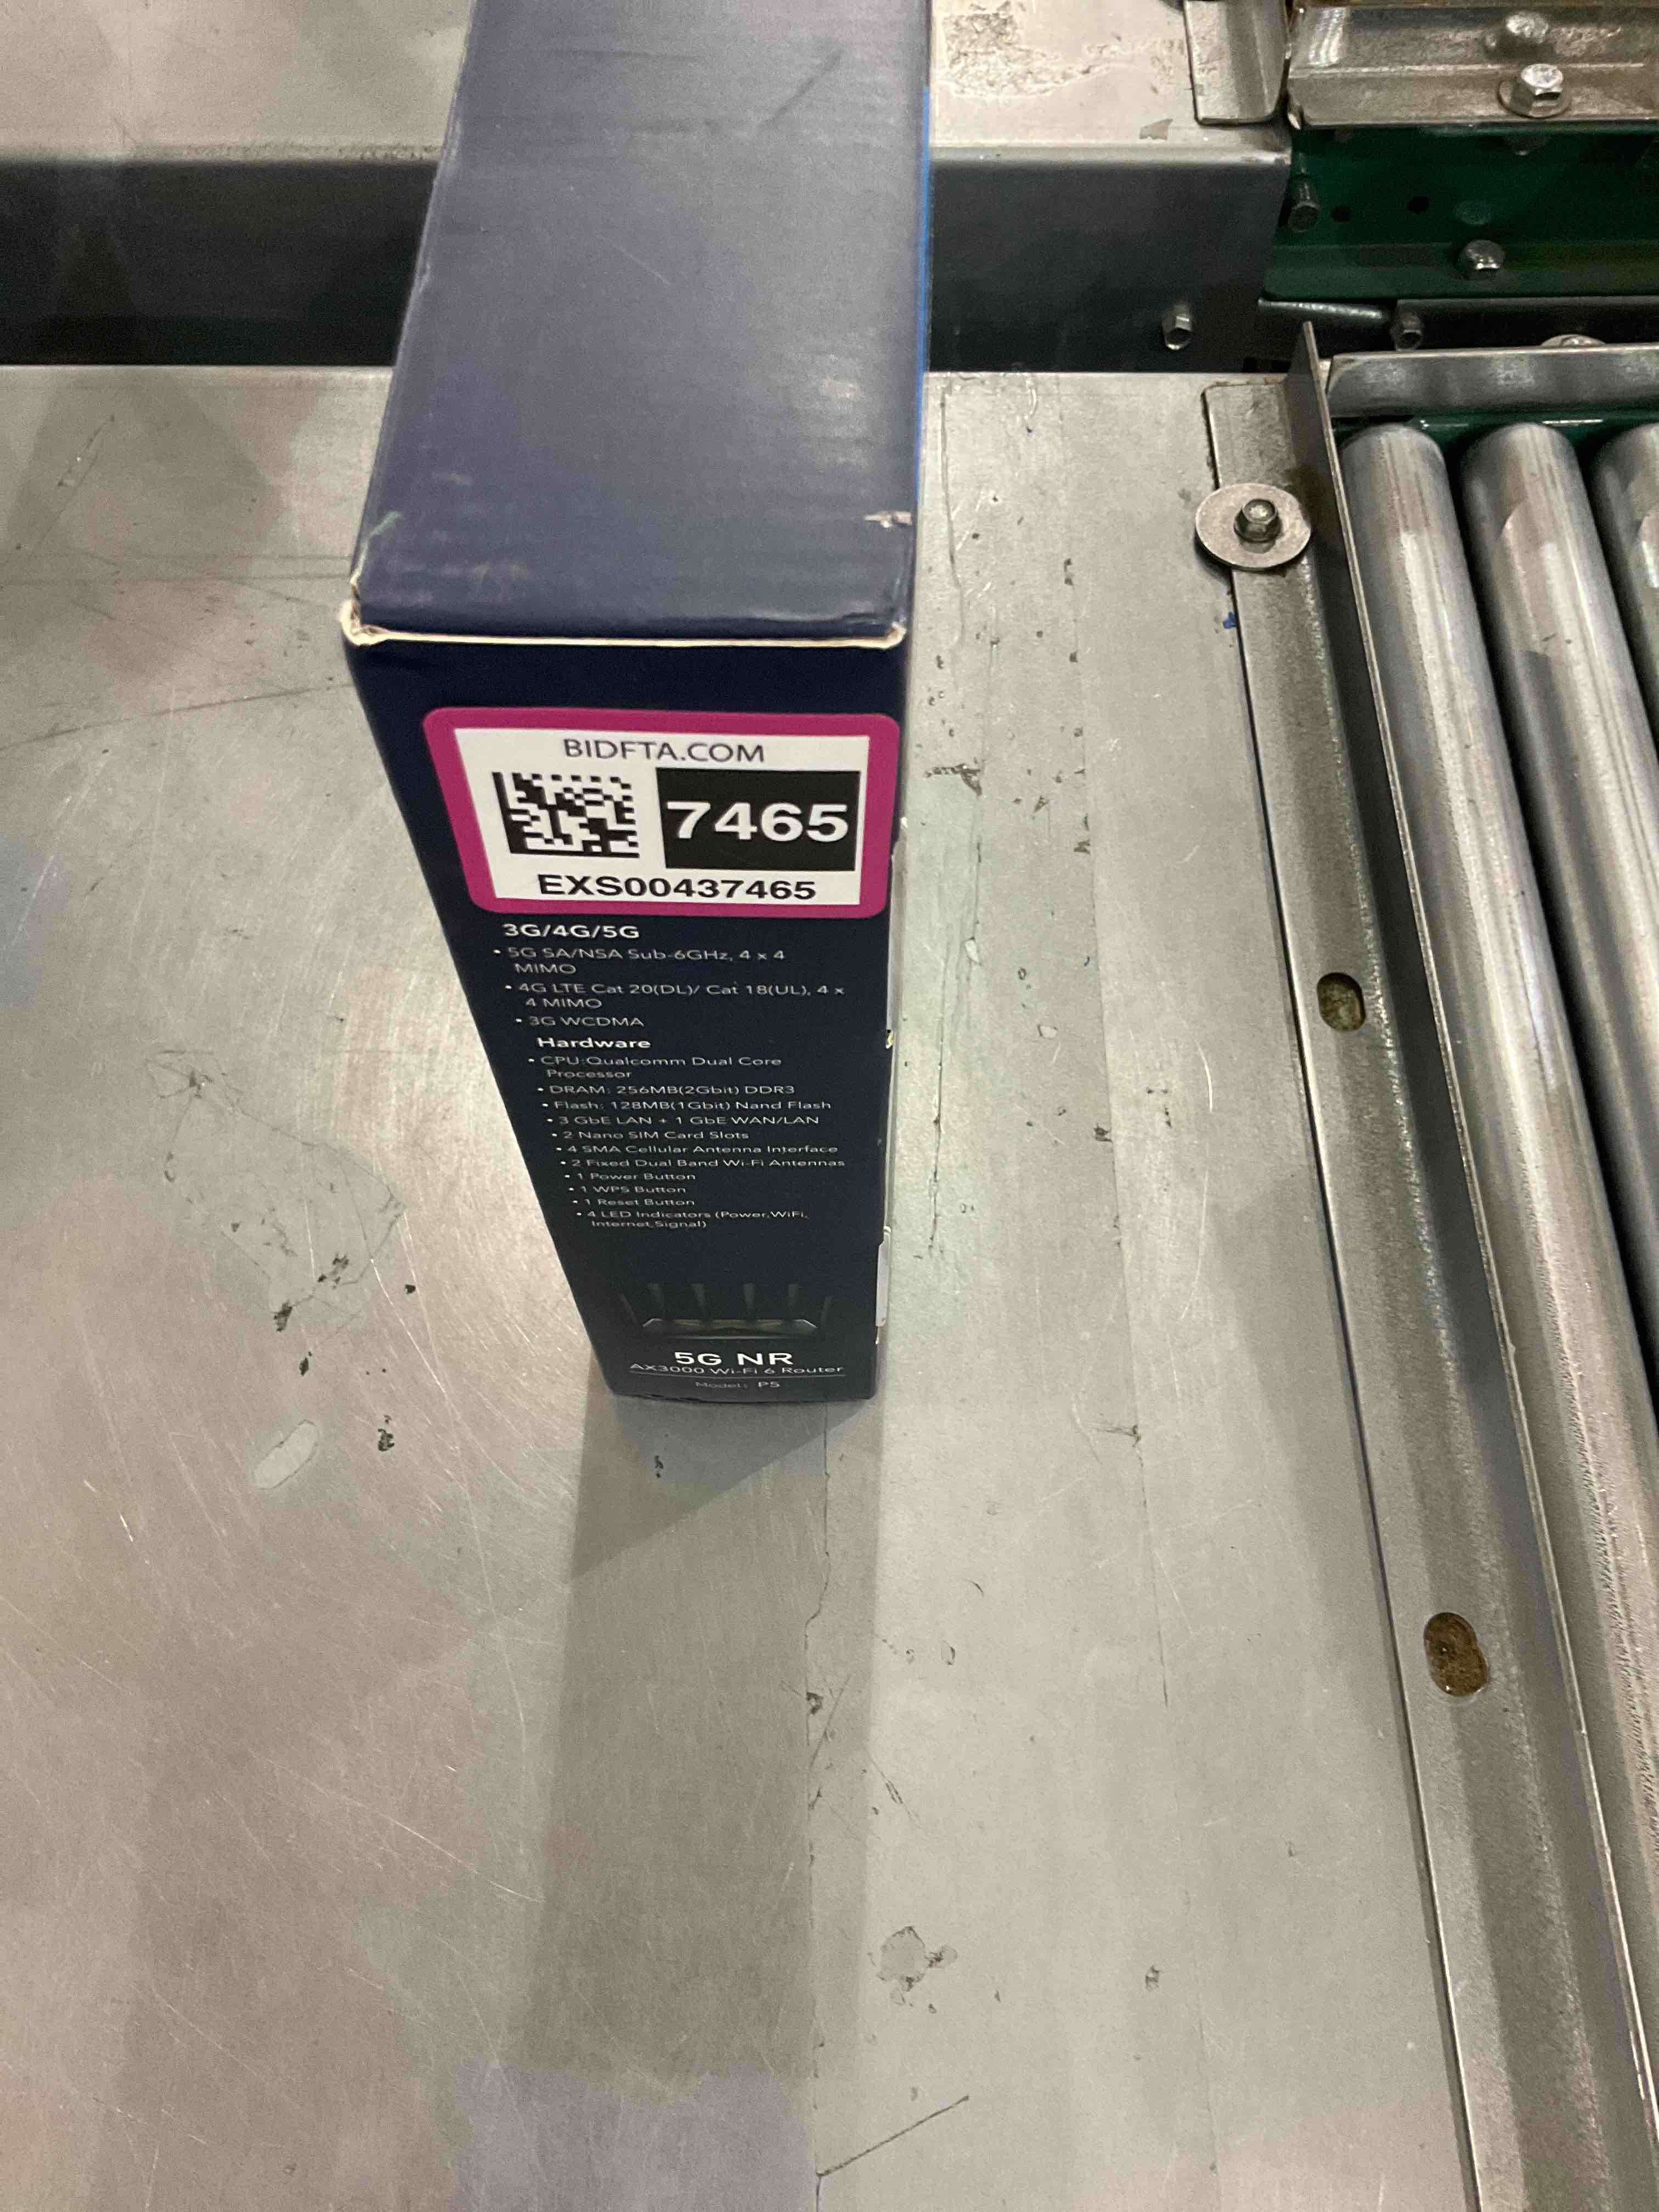 BIDFTA.COM
7465
EXS00437465
3G/4G/5G
• 5G SA/NSA Sub-6GHz, 4 x 4
MIMO
• 4G LTE Cat 20(DL)/ Cat 18(UL), 4 x
4 MIMO
• 3G WCDMA
Hardware
• CPU:Qualcomm Dual Core
Processor
• DRAM: 256MB(2Gbit) DDR3
• Flash: 128MB(1Gbit) Nand Flash
• 3 GbE LAN + 1 GbE WAN/LAN
• 2 Nano SIM Card Slots
• 4 SMA Cellular Antenna Interface
• 2 Fixed Dual Band Wi-Fi Antennas
• 1 Power Button
• 1 WPS Button
• 1 Reset Button
• 4 LED Indicators (Power,WiFi,
Internet,Signal)
5G NR
AX3000 Wi-Fi 6 Router
Model: P5